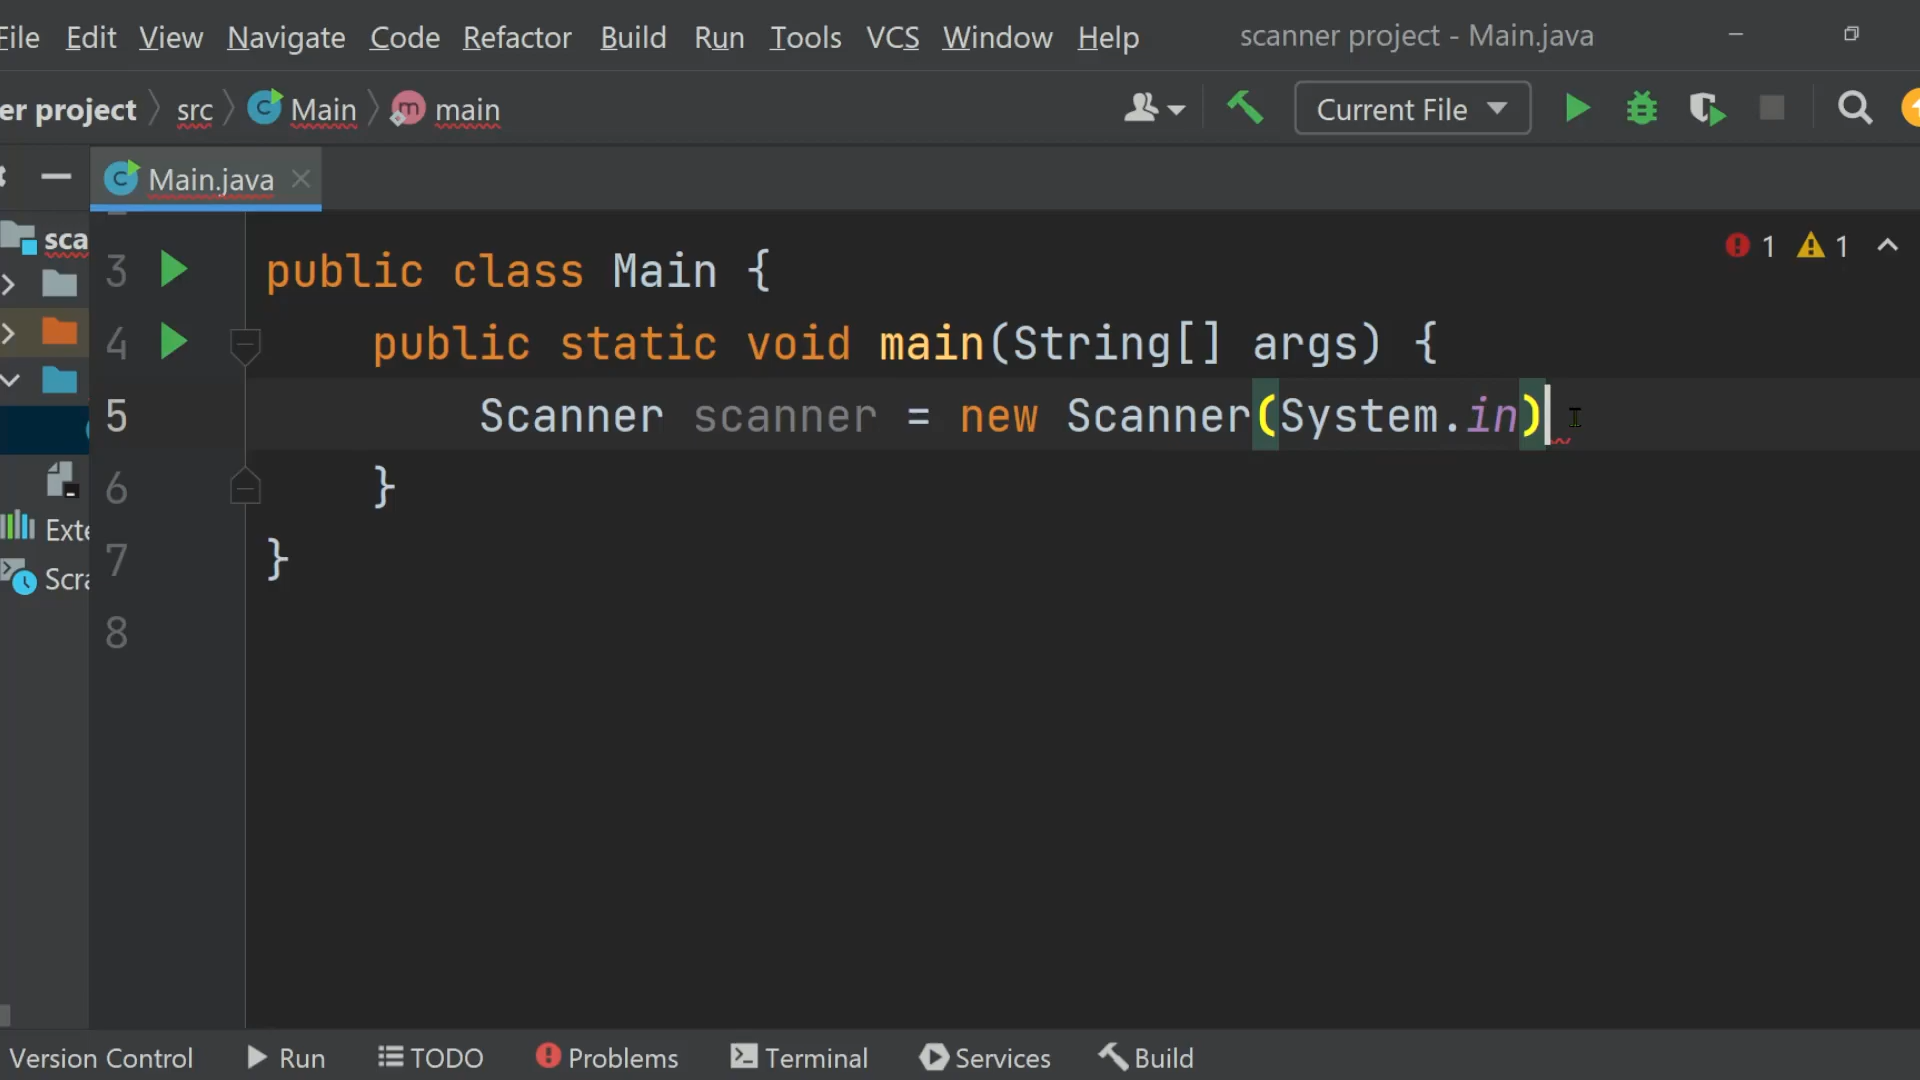 File Edit View Navigate Code Refactor Build Run Tools VCS Window Help scanner project - Main.java
er project src Main main Current File
Main.java
sca
3 public class Main {
4 public static void main(String[] args) {
5 Scanner scanner = new Scanner(System.in)
6 }
7 }
8
1 1
Exte
Scra
Version Control Run TODO Problems Terminal Services Build